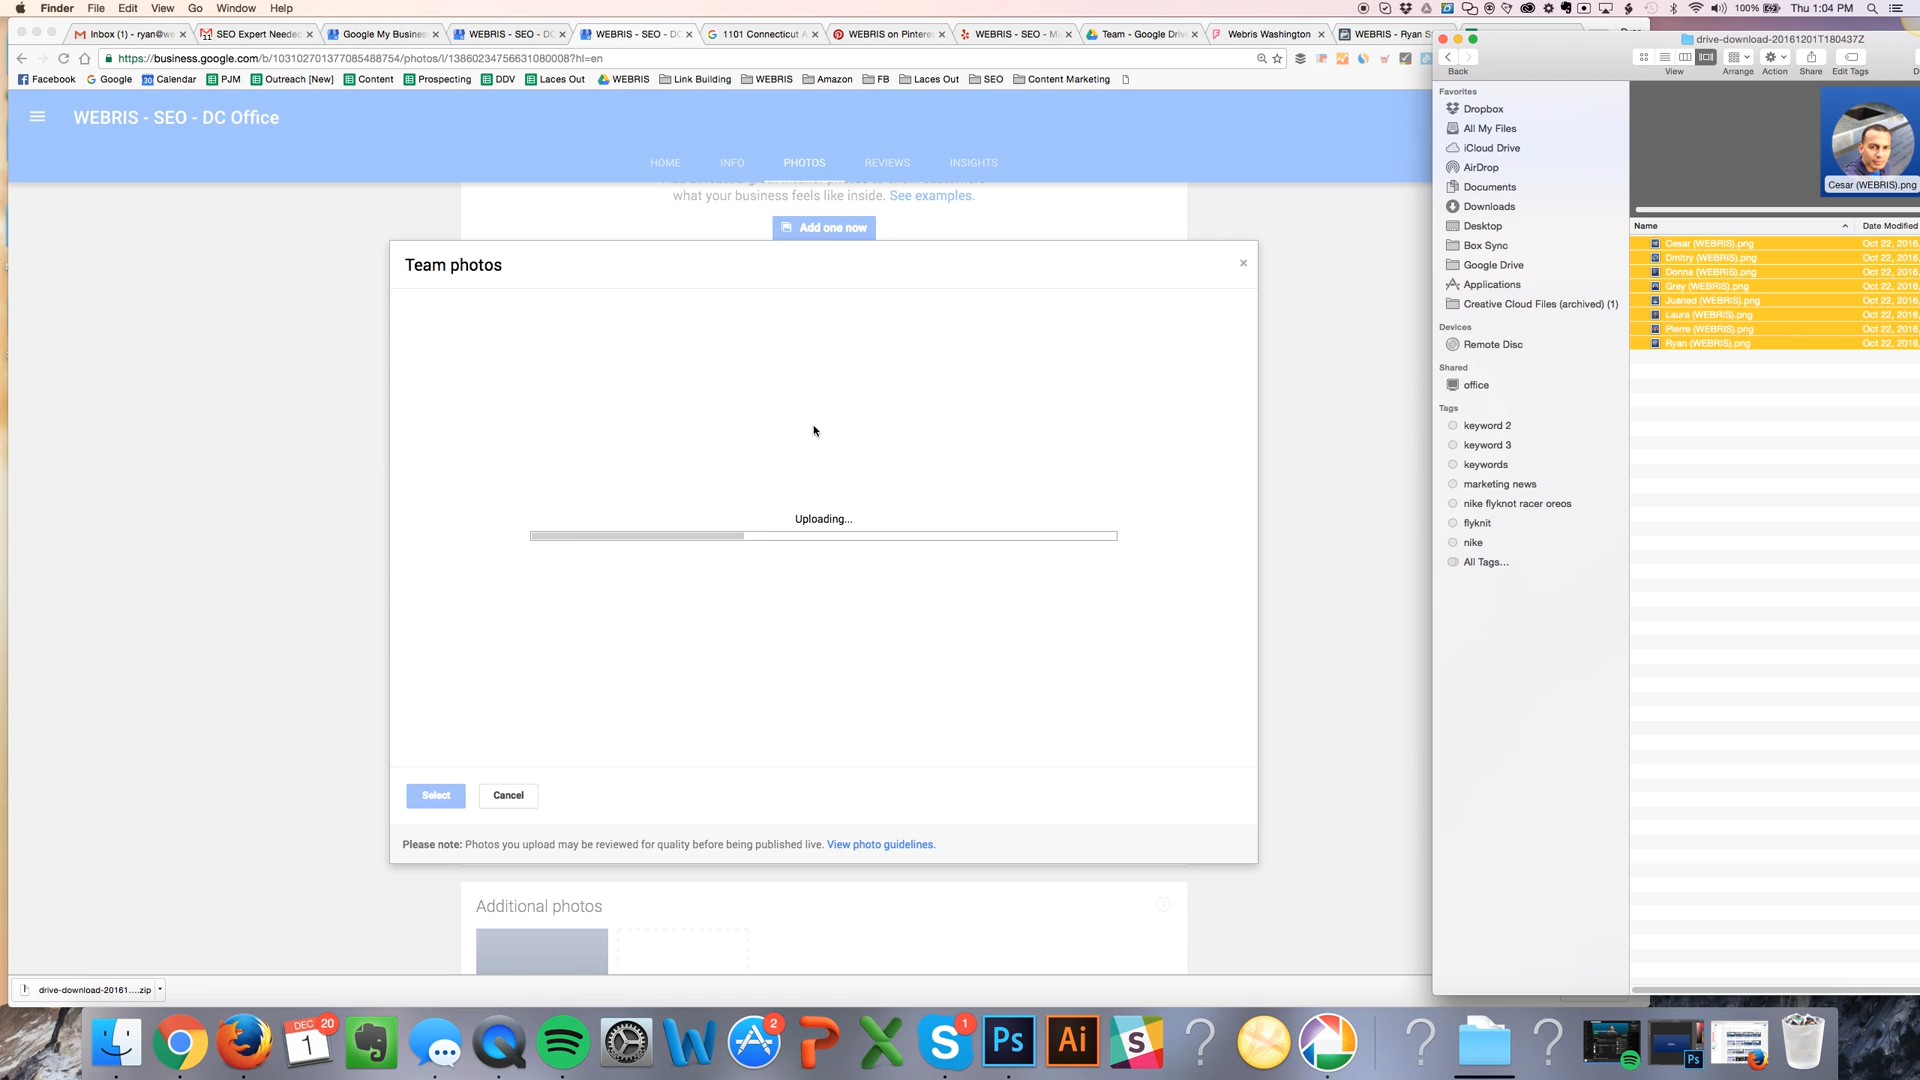 Finder File Edit View Go Window Help
100% Thu 1:04 PM
Inbox (1) - ryan@we
SEO Expert Needed
Google My Business
WEBRIS - SEO - DC
WEBRIS - SEO - DC
1101 Connecticut A
WEBRIS on Pintere
WEBRIS - SEO - Mi
Team - Google Driv
Webris Washington
WEBRIS - Ryan S
https://business.google.com/b/103102701377085488754/photos/l/13860234756631080008?hl=en
Facebook Google Calendar PJM Outreach [New] Content Prospecting DDV Laces Out WEBRIS Link Building WEBRIS Amazon FB Laces Out SEO Content Marketing
WEBRIS - SEO - DC Office
HOME INFO PHOTOS REVIEWS INSIGHTS
what your business feels like inside. See examples.
Add one now
Team photos
×
Uploading...
Select Cancel
Please note: Photos you upload may be reviewed for quality before being published live. View photo guidelines.
Additional photos
drive-download-20161....zip
drive-download-20161201T180437Z
Back View Arrange Action Share Edit Tags
Favorites
Dropbox
All My Files
iCloud Drive
AirDrop
Documents
Downloads
Desktop
Box Sync
Google Drive
Applications
Creative Cloud Files (archived) (1)
Devices
Remote Disc
Shared
office
Tags
keyword 2
keyword 3
keywords
marketing news
nike flyknot racer oreos
flyknit
nike
All Tags...
Cesar (WEBRIS).png
Name Date Modified
Cesar (WEBRIS).png Oct 22, 2016,
Dmitry (WEBRIS).png Oct 22, 2016,
Donna (WEBRIS).png Oct 22, 2016,
Grey (WEBRIS).png Oct 22, 2016,
Juaned (WEBRIS).png Oct 22, 2016,
Laura (WEBRIS).png Oct 22, 2016,
Pierre (WEBRIS).png Oct 22, 2016,
Ryan (WEBRIS).png Oct 22, 2016,
DEC 20
1
2
1
Ps
Ai
Ps